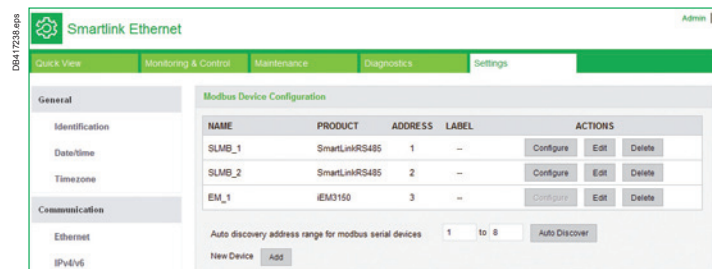 DB417238.eps
Smartlink Ethernet
Admin
Quick View Monitoring & Control Maintenance Diagnostics Settings
General
Identification
Date/time
Timezone
Communication
Ethernet
IPv4/v6
Modbus Device Configuration
NAME PRODUCT ADDRESS LABEL ACTIONS
SLMB_1 SmartLinkRS485 1 -- Configure Edit Delete
SLMB_2 SmartLinkRS485 2 -- Configure Edit Delete
EM_1 iEM3150 3 -- Configure Edit Delete
Auto discovery address range for modbus serial devices 1 to 8 Auto Discover
New Device Add